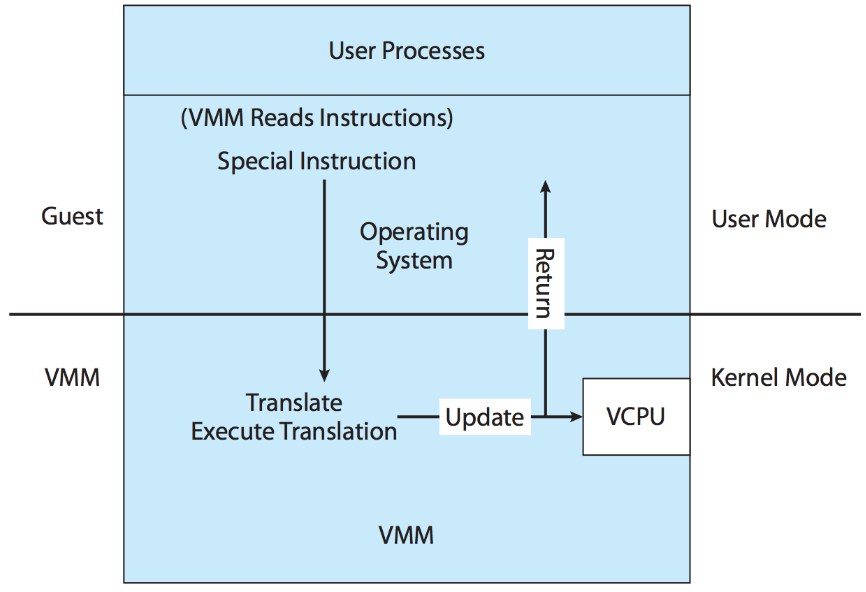 User Processes
(VMM Reads Instructions)
Special Instruction
Guest
Operating
System
User Mode
Return
VMM
Kernel Mode
Translate
Execute Translation
Update
VCPU
VMM